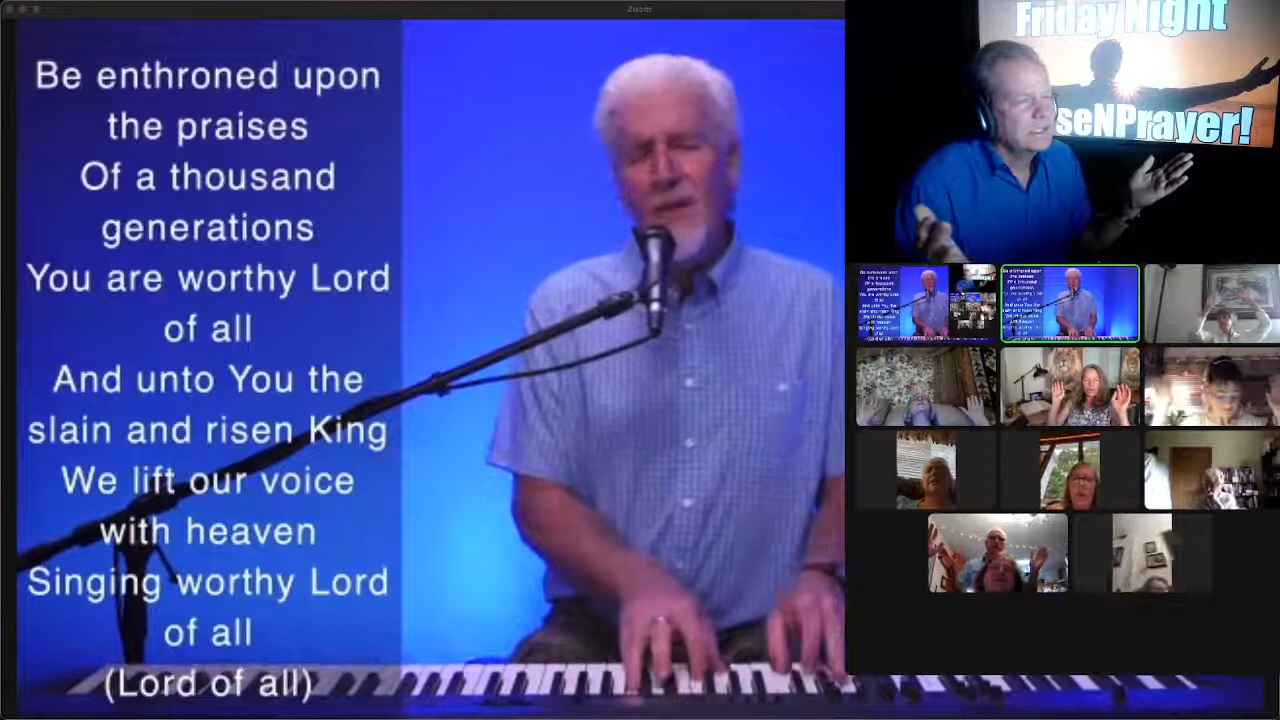 Zoom
Be enthroned upon
the praises
Of a thousand
generations
You are worthy Lord
of all
And unto You the
slain and risen King
We lift our voice
with heaven
Singing worthy Lord
of all
(Lord of all)
Friday Night
seNPrayer!